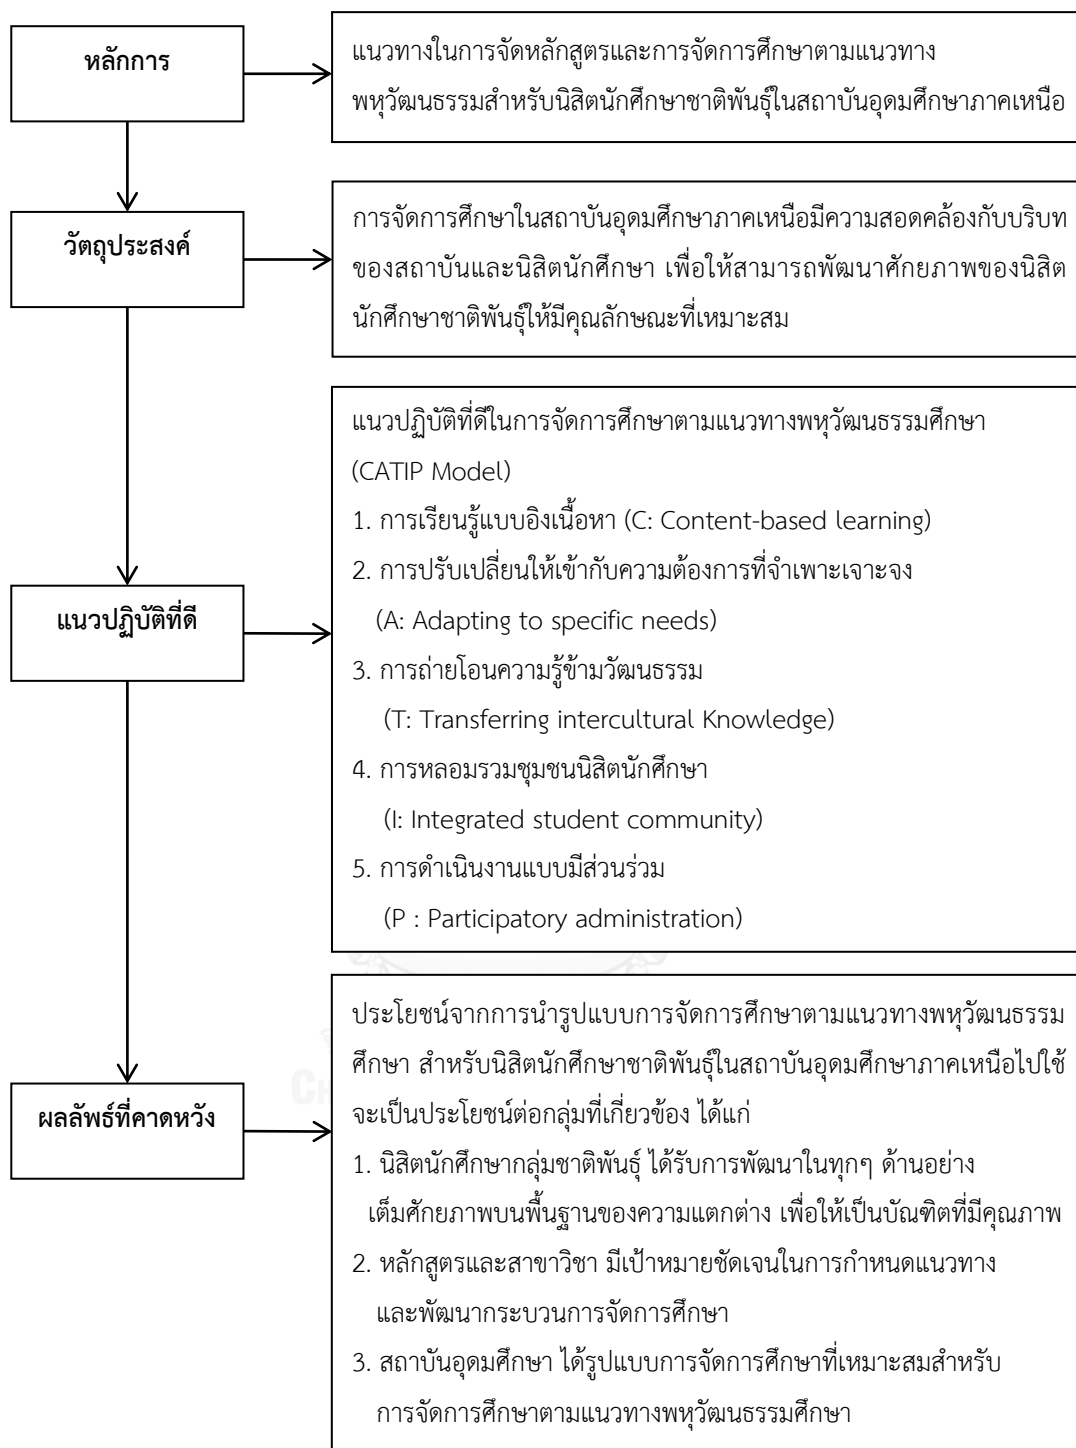 หลักการ
แนวทางในการจัดหลักสูตรและการจัดการศึกษาตามแนวทาง
พหุวัฒนธรรมสำหรับนิสิตนักศึกษาชาติพันธุ์ในสถาบันอุดมศึกษาภาคเหนือ
วัตถุประสงค์
การจัดการศึกษาในสถาบันอุดมศึกษาภาคเหนือมีความสอดคล้องกับบริบท
ของสถาบันและนิสิตนักศึกษา เพื่อให้สามารถพัฒนาศักยภาพของนิสิต
นักศึกษาชาติพันธุ์ให้มีคุณลักษณะที่เหมาะสม
แนวปฏิบัติที่ดี
แนวปฏิบัติที่ดีในการจัดการศึกษาตามแนวทางพหุวัฒนธรรมศึกษา
(CATIP Model)
1. การเรียนรู้แบบอิงเนื้อหา (C: Content-based learning)
2. การปรับเปลี่ยนให้เข้ากับความต้องการที่จำเพาะเจาะจง
(A: Adapting to specific needs)
3. การถ่ายโอนความรู้ข้ามวัฒนธรรม
(T: Transferring intercultural Knowledge)
4. การหลอมรวมชุมชนนิสิตนักศึกษา
(I: Integrated student community)
5. การดำเนินงานแบบมีส่วนร่วม
(P : Participatory administration)
ผลลัพธ์ที่คาดหวัง
ประโยชน์จากการนำรูปแบบการจัดการศึกษาตามแนวทางพหุวัฒนธรรม
ศึกษา สำหรับนิสิตนักศึกษาชาติพันธุ์ในสถาบันอุดมศึกษาภาคเหนือไปใช้
จะเป็นประโยชน์ต่อกลุ่มที่เกี่ยวข้อง ได้แก่
1. นิสิตนักศึกษากลุ่มชาติพันธุ์ ได้รับการพัฒนาในทุกๆ ด้านอย่าง
เต็มศักยภาพบนพื้นฐานของความแตกต่าง เพื่อให้เป็นบัณฑิตที่มีคุณภาพ
2. หลักสูตรและสาขาวิชา มีเป้าหมายชัดเจนในการกำหนดแนวทาง
และพัฒนากระบวนการจัดการศึกษา
3. สถาบันอุดมศึกษา ได้รูปแบบการจัดการศึกษาที่เหมาะสมสำหรับ
การจัดการศึกษาตามแนวทางพหุวัฒนธรรมศึกษา